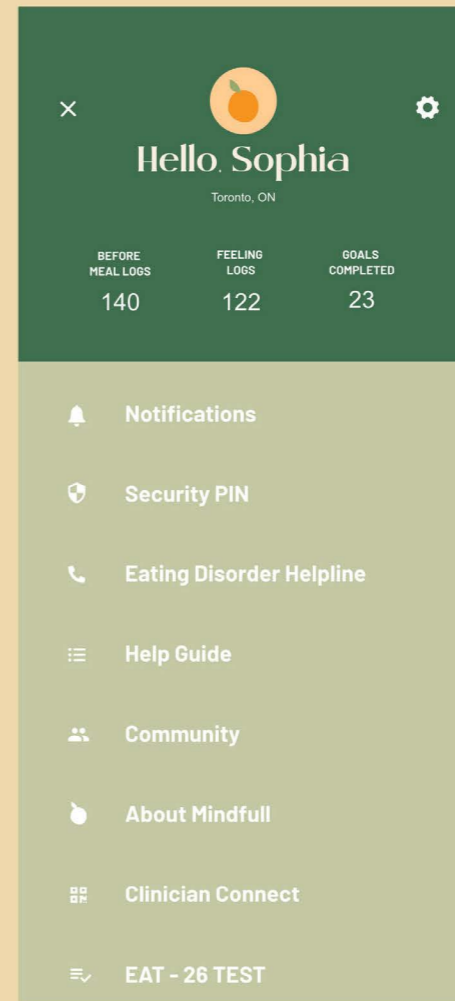 Hello, Sophia
Toronto, ON
BEFORE
MEAL LOGS
140
FEELING
LOGS
122
GOALS
COMPLETED
23
Notifications
Security PIN
Eating Disorder Helpline
Help Guide
Community
About Mindfull
Clinician Connect
EAT - 26 TEST